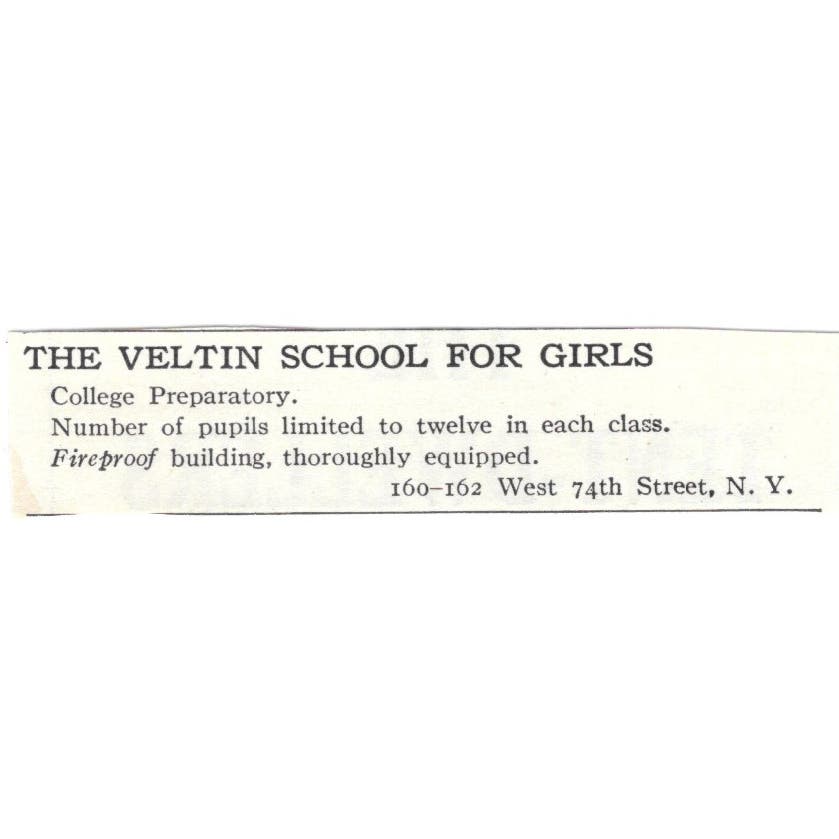 THE VELTIN SCHOOL FOR GIRLS
College Preparatory.
Number of pupils limited to twelve in each class.
Fireproof building, thoroughly equipped.
160–162 West 74th Street, N. Y.